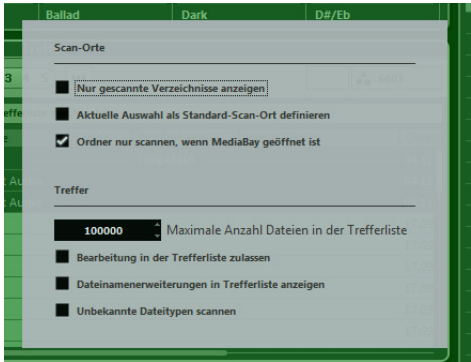 Ballad Dark D#/Eb
Scan-Orte
Nur gescannte Verzeichnisse anzeigen
Aktuelle Auswahl als Standard-Scan-Ort definieren
Ordner nur scannen, wenn MediaBay geöffnet ist
Treffer
100000 Maximale Anzahl Dateien in der Trefferliste
Bearbeitung in der Trefferliste zulassen
Dateinamenerweiterungen in Trefferliste anzeigen
Unbekannte Dateitypen scannen